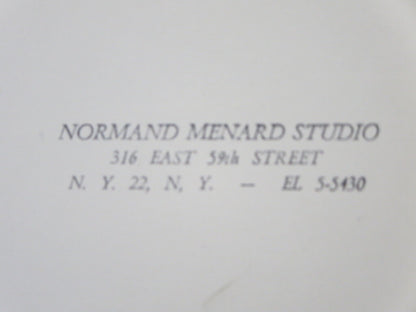 NORMAND MENARD STUDIO
316 EAST 59th STREET
N. Y. 22, N, Y. — EL 5-5430